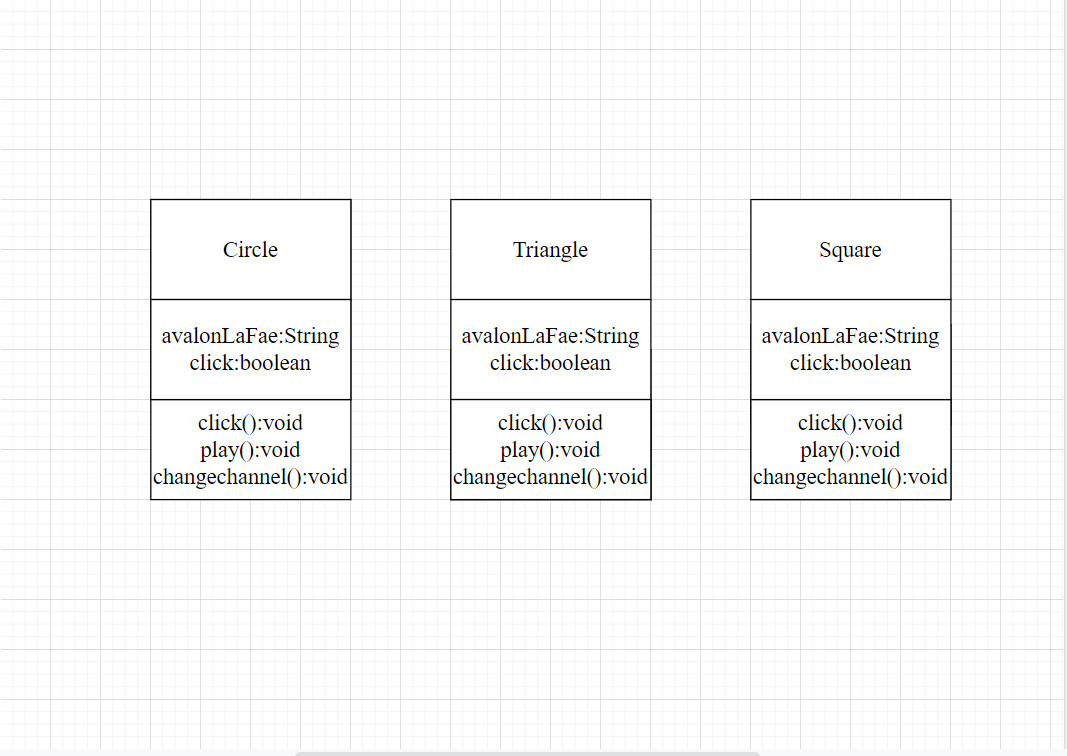 Circle
avalonLaFae:String
click:boolean
click():void
play():void
changechannel():void
Triangle
avalonLaFae:String
click:boolean
click():void
play():void
changechannel():void
Square
avalonLaFae:String
click:boolean
click():void
play():void
changechannel():void